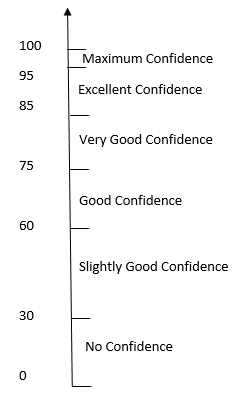 100
Maximum Confidence
95
Excellent Confidence
85
Very Good Confidence
75
Good Confidence
60
Slightly Good Confidence
30
No Confidence
0